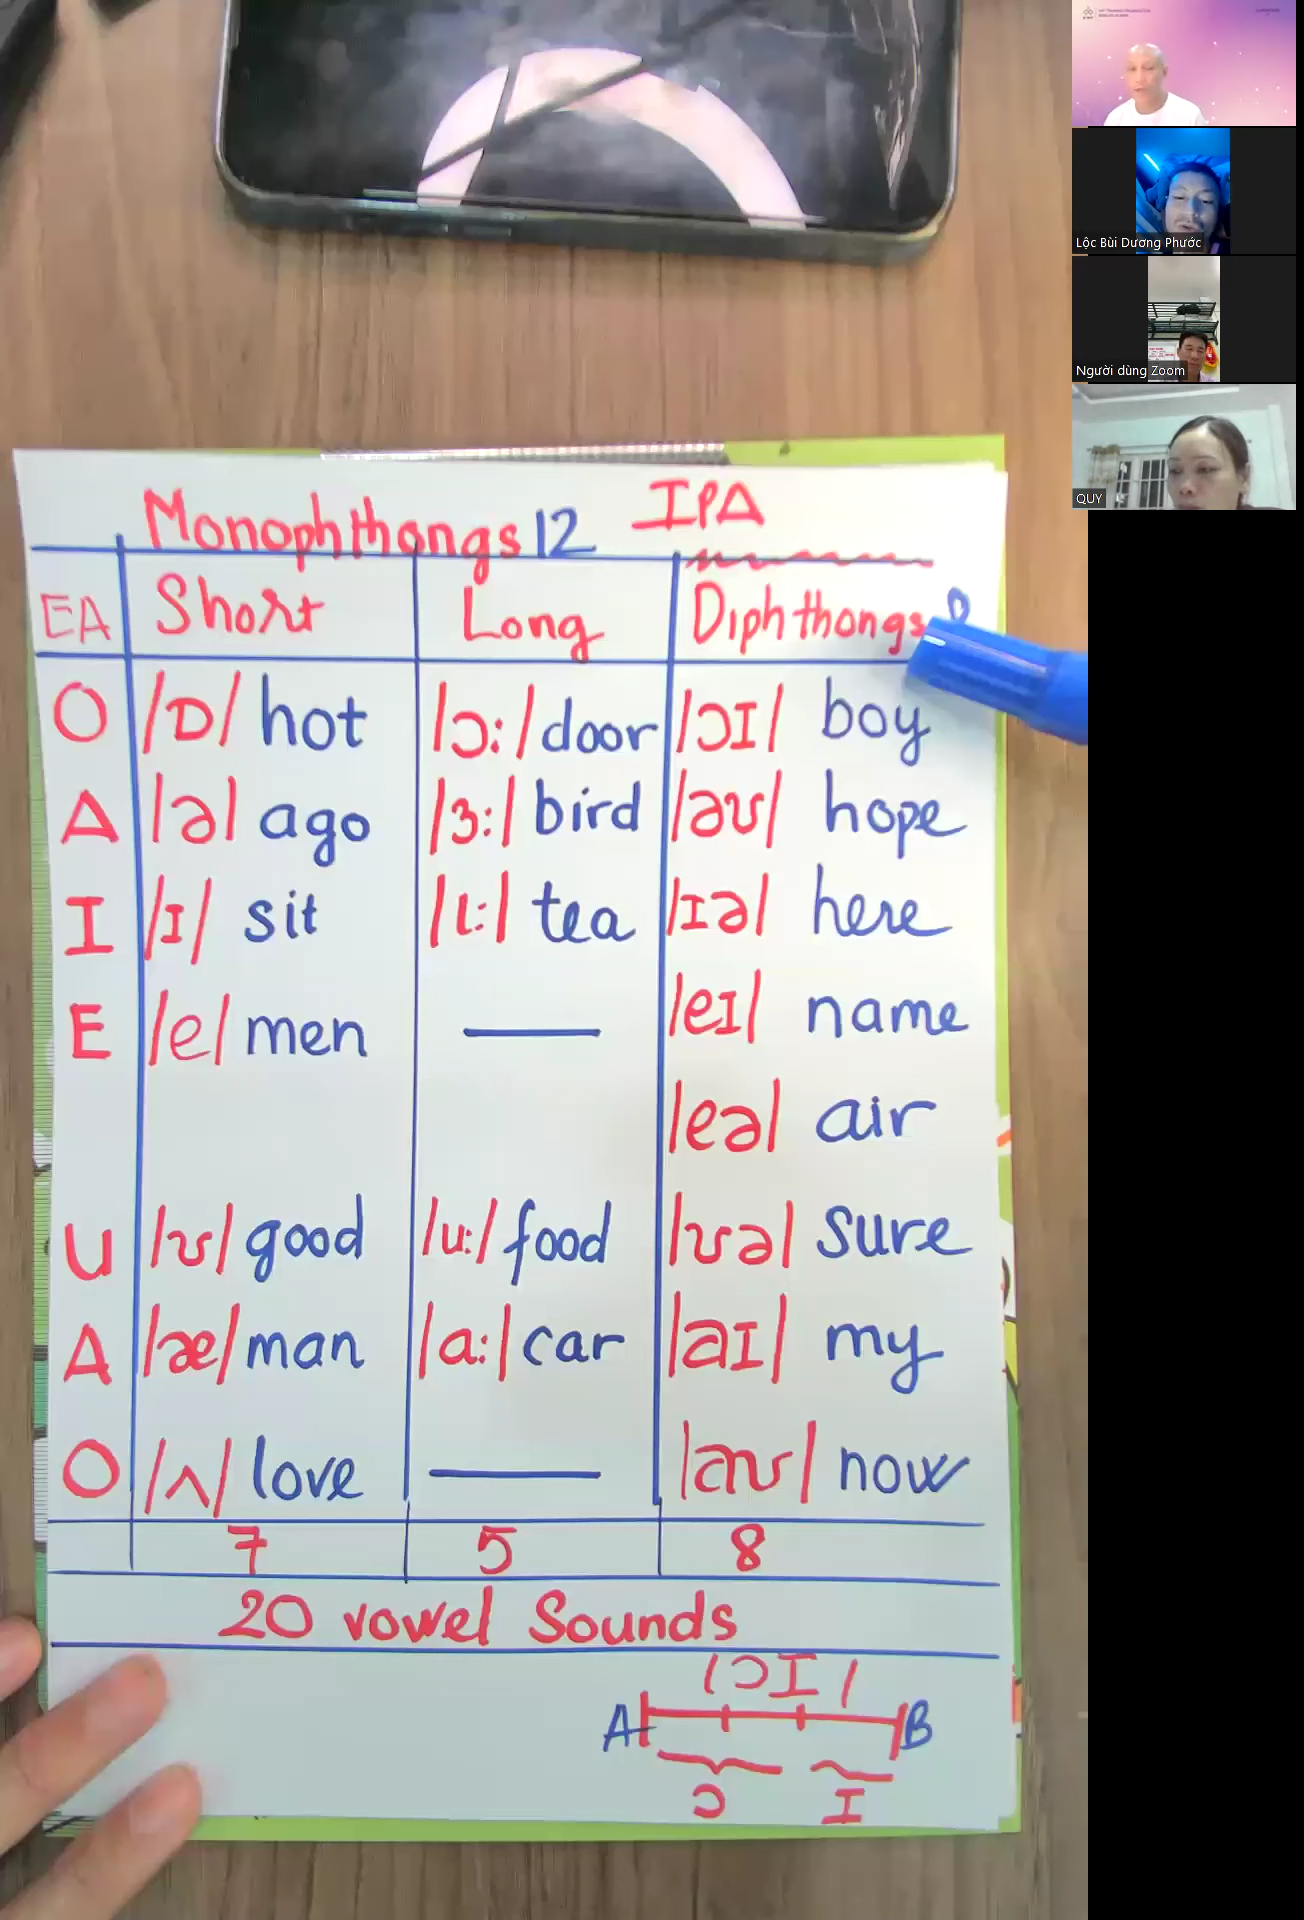 Monophthongs 12 IPA
EA Short Long Diphthongs
O /ɒ/ hot /ɔ:/ door /ɔɪ/ boy
A /ə/ ago /ɜ:/ bird /əʊ/ hope
I /ɪ/ sit /i:/ tea /ɪə/ here
E /e/ men — /eɪ/ name
/eə/ air
U /ʊ/ good /u:/ food /ʊə/ sure
A /æ/ man /a:/ car /aɪ/ my
O /ʌ/ love — /aʊ/ now
7 5 8
20 vowel Sounds
/ɔɪ/
A B
ɔ I
Lộc Bùi Dương Phước
Người dùng Zoom
QUY